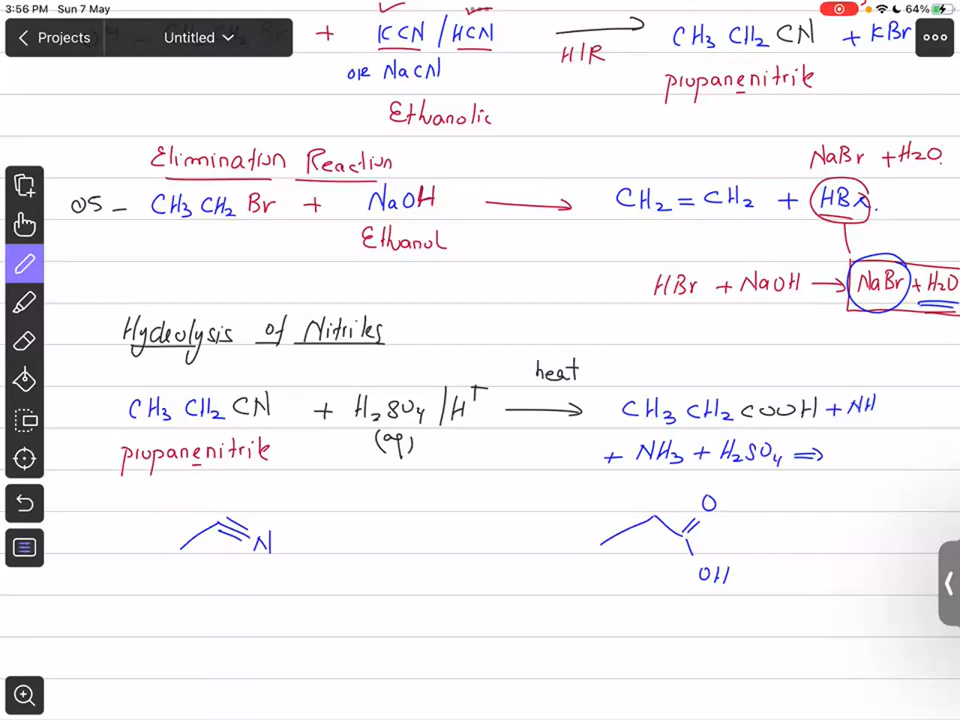 3:56 PM Sun 7 May 64%
Projects Untitled
+ KCN / HCN → CH3 CH2 CN + KBr
H/R
or NaCN propanenitrile
Ethanolic
Elimination Reaction NaBr + H2O
05 - CH3 CH2 Br + NaOH → CH2 = CH2 + HBr.
Ethanol
HBr + NaOH → NaBr + H2O
Hydrolysis of Nitriles
heat
CH3 CH2 CN + H2SO4 / H+ → CH3 CH2 COOH + NH
(aq)
propanenitrile + NH3 + H2SO4 ⇒
O
N
OH